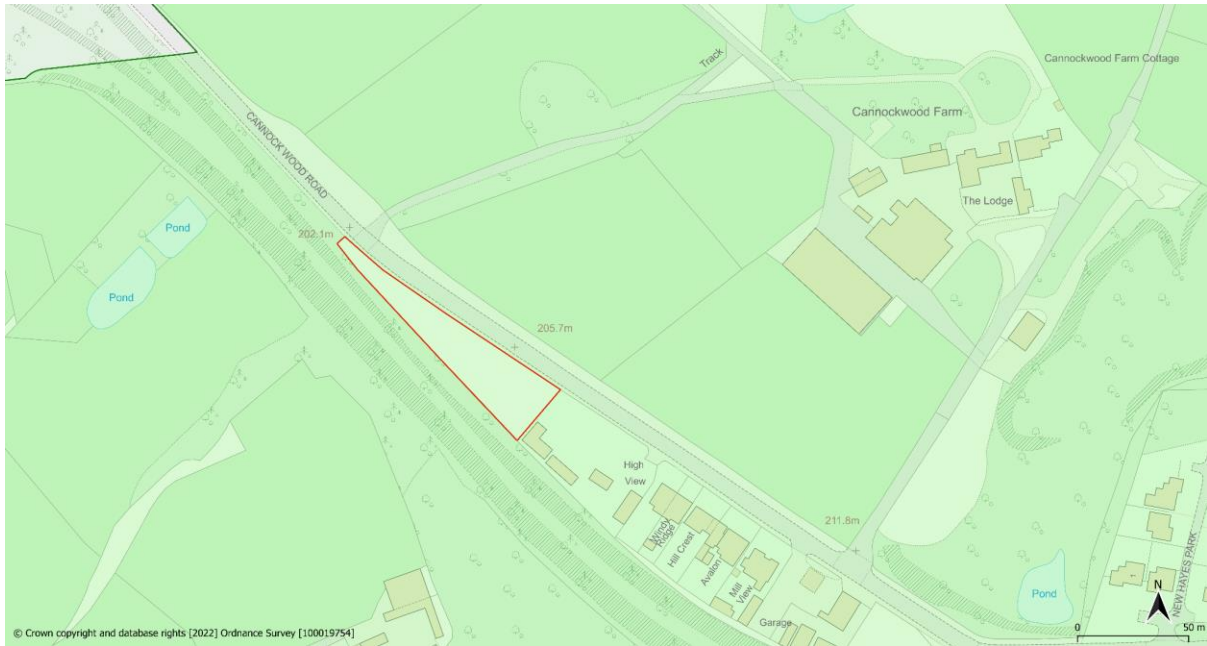 Cannockwood Farm Cottage
Track
Cannockwood Farm
CANNOCK WOOD ROAD
The Lodge
Pond
202.1m
Pond
205.7m
High
View
Windy
Ridge
Hill Crest
Avalon
Mill
View
211.8m
Garage
Pond
1
NEW HAYES PARK
N
0 50 m
© Crown copyright and database rights [2022] Ordnance Survey [100019754]